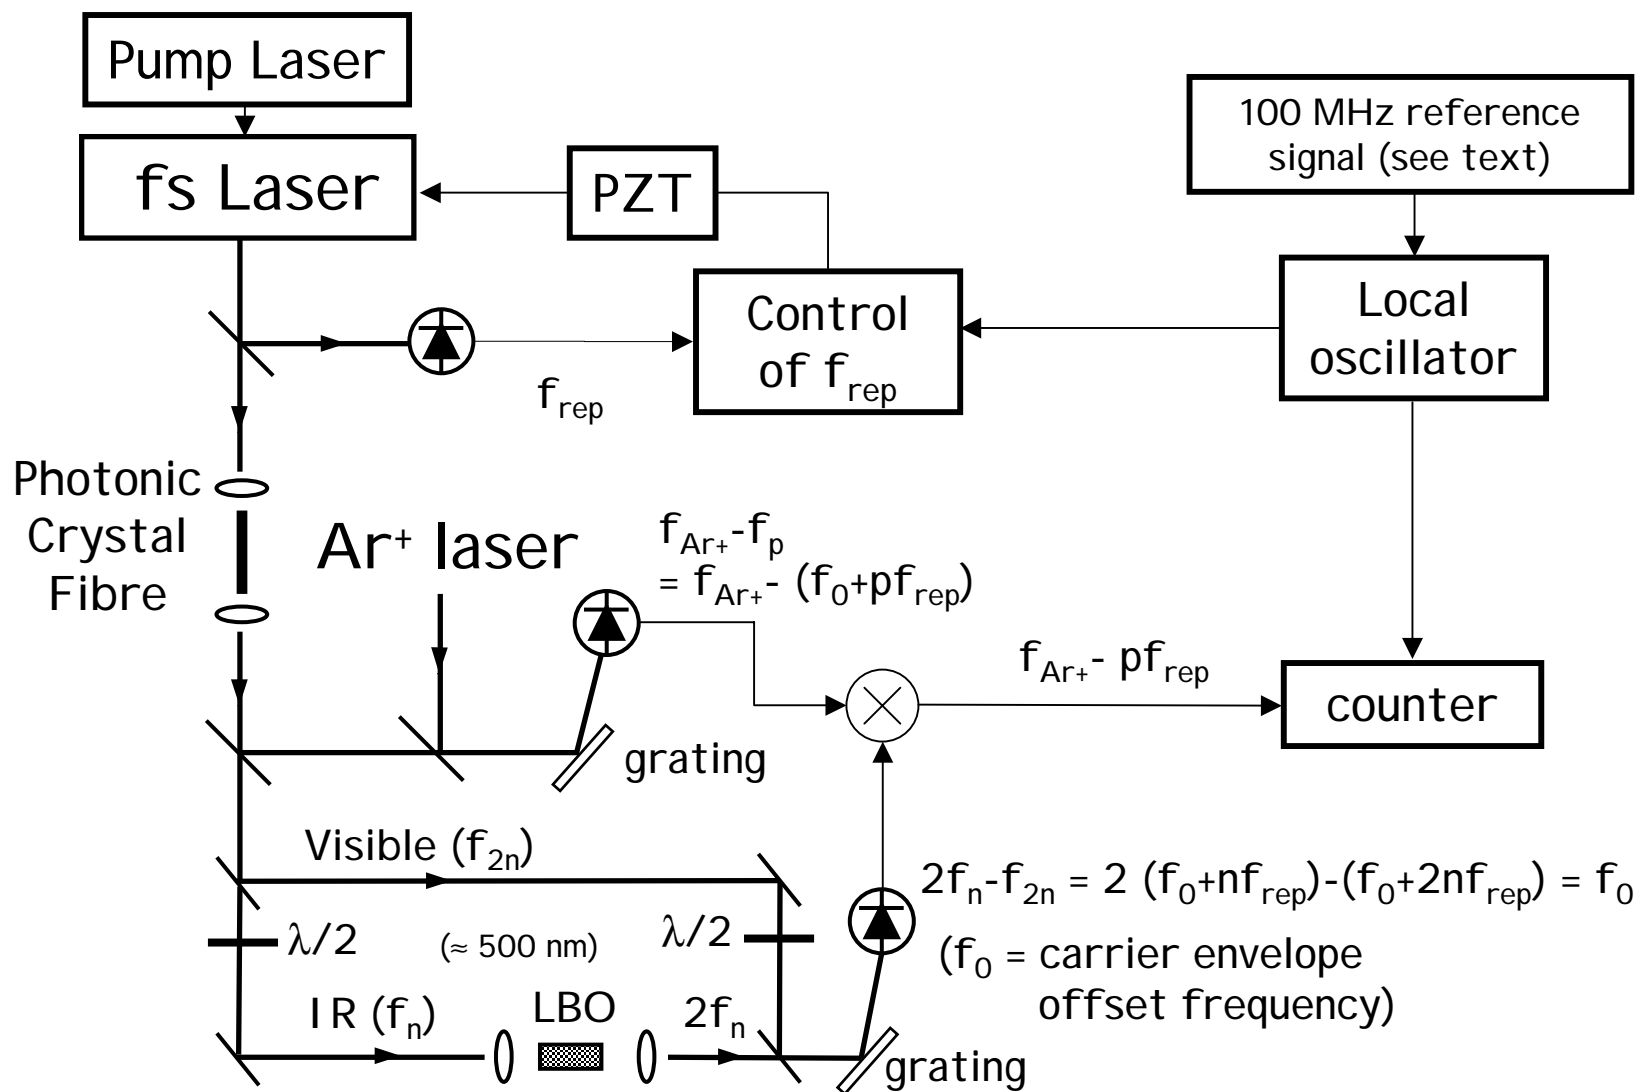 Pump Laser
fs Laser
PZT
100 MHz reference
signal (see text)
Control
of f_rep
Local
oscillator
f_rep
Photonic
Crystal
Fibre
Ar⁺ laser
f_Ar+-f_p
= f_Ar+- (f_0+pf_rep)
f_Ar+- pf_rep
counter
grating
Visible (f_2n)
2f_n-f_2n = 2 (f_0+nf_rep)-(f_0+2nf_rep) = f_0
λ/2
(≈ 500 nm)
λ/2
(f_0 = carrier envelope
offset frequency)
IR (f_n)
LBO
2f_n
grating